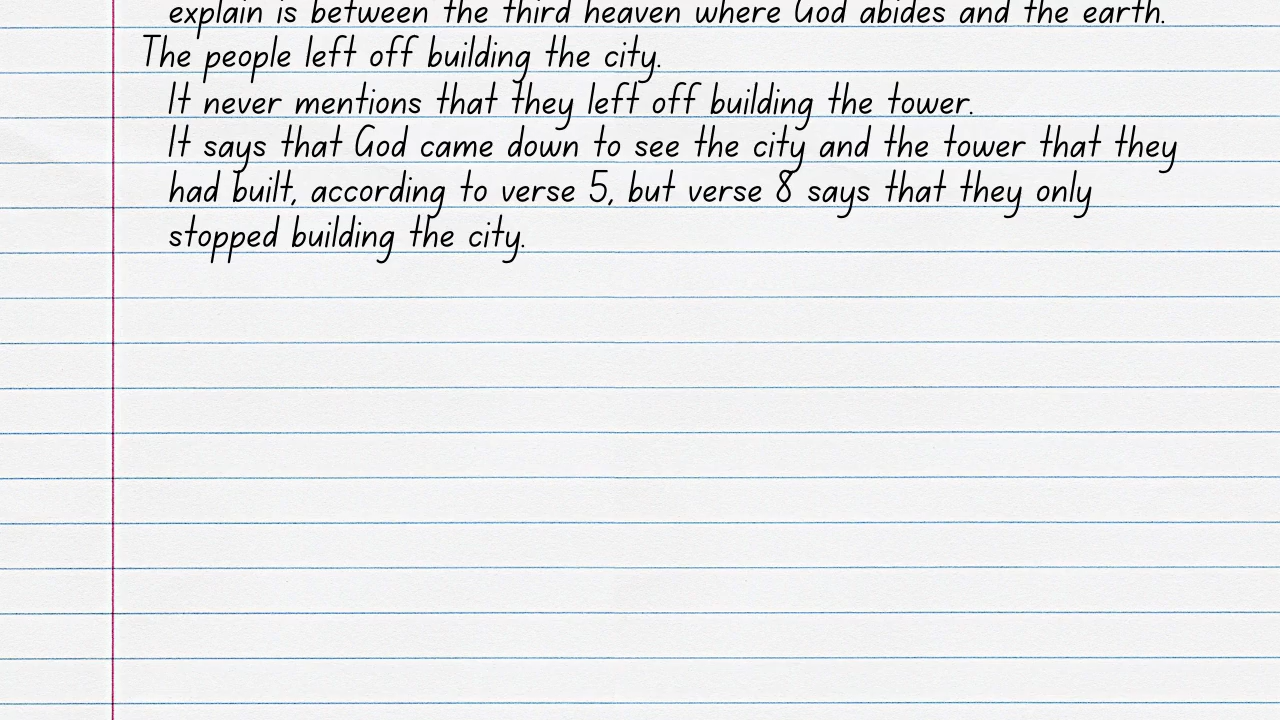 explain is between the third heaven where God abides and the earth.
The people left off building the city.
It never mentions that they left off building the tower.
It says that God came down to see the city and the tower that they
had built, according to verse 5, but verse 8 says that they only
stopped building the city.